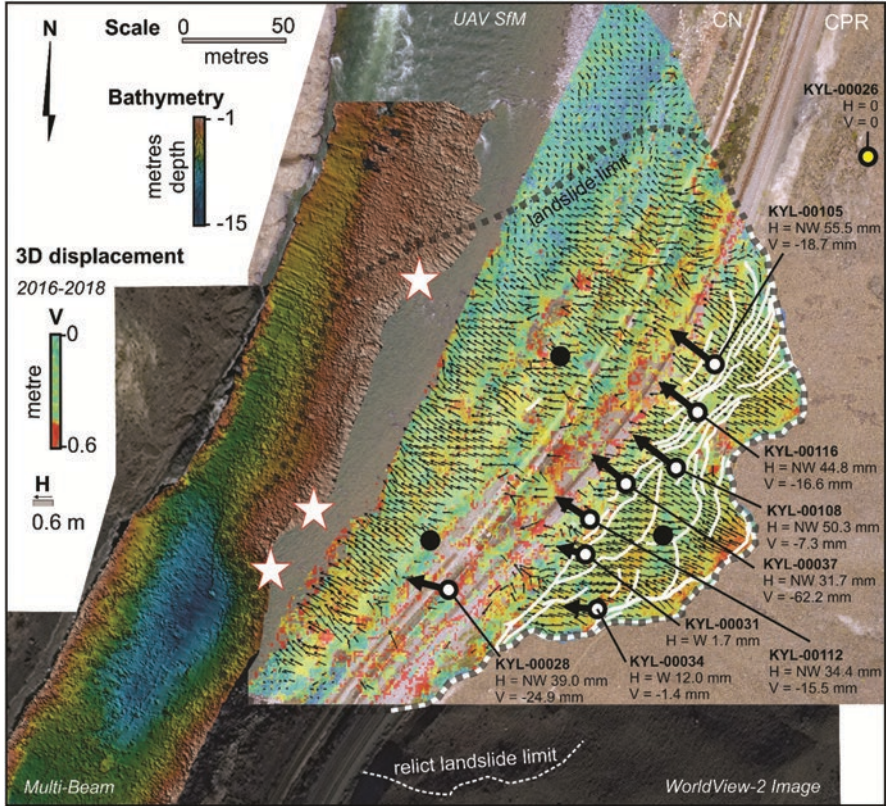 N
Scale 0 50
metres
UAV SfM
CN
CPR
Bathymetry
-1
metres
depth
-15
KYL-00026
H = 0
V = 0
landslide limit
KYL-00105
H = NW 55.5 mm
V = -18.7 mm
3D displacement
2016-2018
V
0
metre
0.6
H
0.6 m
KYL-00116
H = NW 44.8 mm
V = -16.6 mm
KYL-00108
H = NW 50.3 mm
V = -7.3 mm
KYL-00037
H = NW 31.7 mm
V = -62.2 mm
KYL-00031
H = W 1.7 mm
KYL-00028
H = NW 39.0 mm
V = -24.9 mm
KYL-00034
H = W 12.0 mm
V = -1.4 mm
KYL-00112
H = NW 34.4 mm
V = -15.5 mm
relict landslide limit
Multi-Beam
WorldView-2 Image